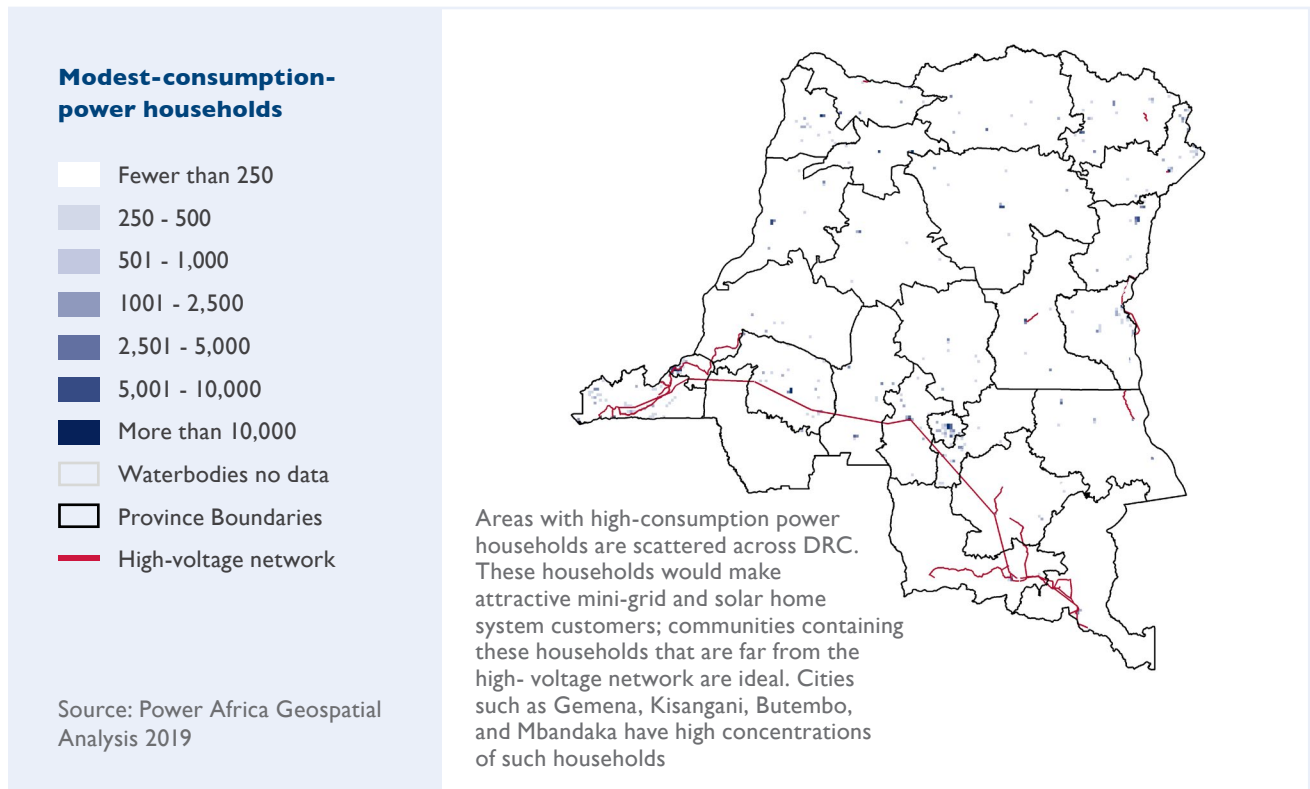 Modest-consumption-
power households
Fewer than 250
250 - 500
501 - 1,000
1001 - 2,500
2,501 - 5,000
5,001 - 10,000
More than 10,000
Waterbodies no data
Province Boundaries
High-voltage network
Source: Power Africa Geospatial
Analysis 2019
Areas with high-consumption power
households are scattered across DRC.
These households would make
attractive mini-grid and solar home
system customers; communities containing
these households that are far from the
high- voltage network are ideal. Cities
such as Gemena, Kisangani, Butembo,
and Mbandaka have high concentrations
of such households